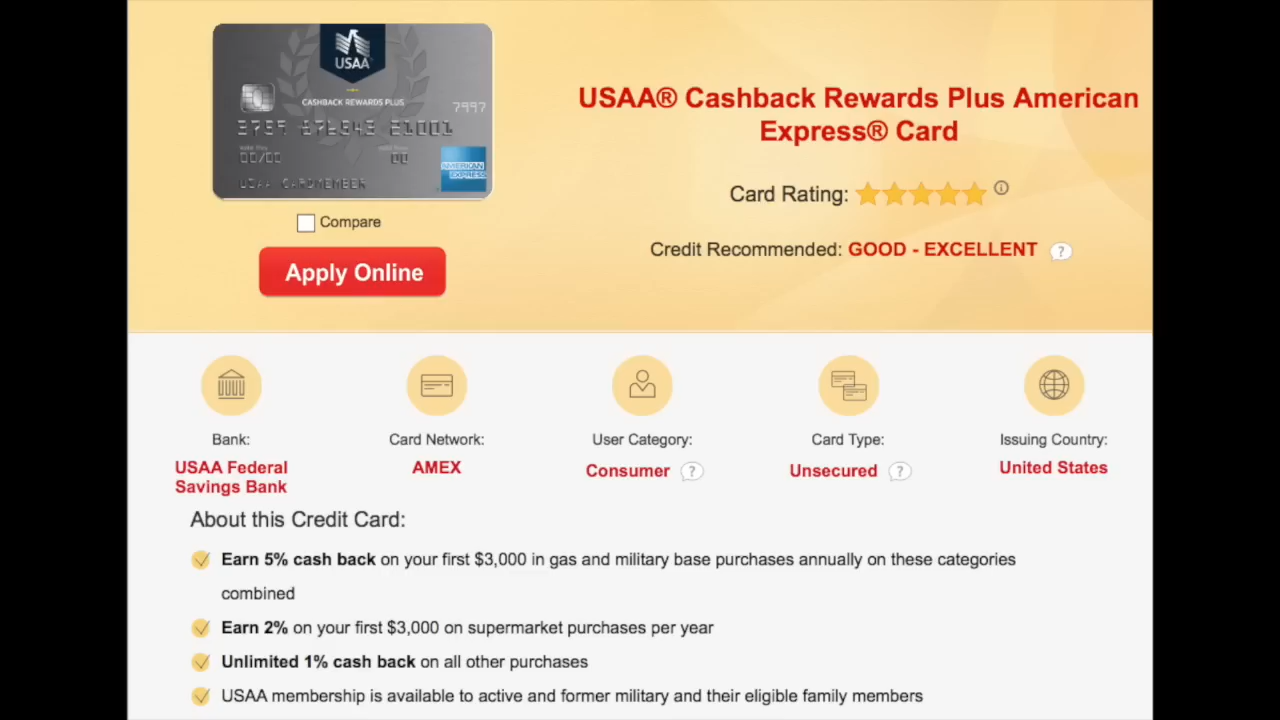 USAA
CASHBACK REWARDS PLUS
7997
00/00
00
USAA CARDMEMBER
AMERICAN
EXPRESS
Compare
Apply Online
USAA® Cashback Rewards Plus American
Express® Card
Card Rating:
Credit Recommended: GOOD - EXCELLENT ?
Bank:
USAA Federal
Savings Bank
Card Network:
AMEX
User Category:
Consumer ?
Card Type:
Unsecured ?
Issuing Country:
United States
About this Credit Card:
Earn 5% cash back on your first $3,000 in gas and military base purchases annually on these categories
combined
Earn 2% on your first $3,000 on supermarket purchases per year
Unlimited 1% cash back on all other purchases
USAA membership is available to active and former military and their eligible family members